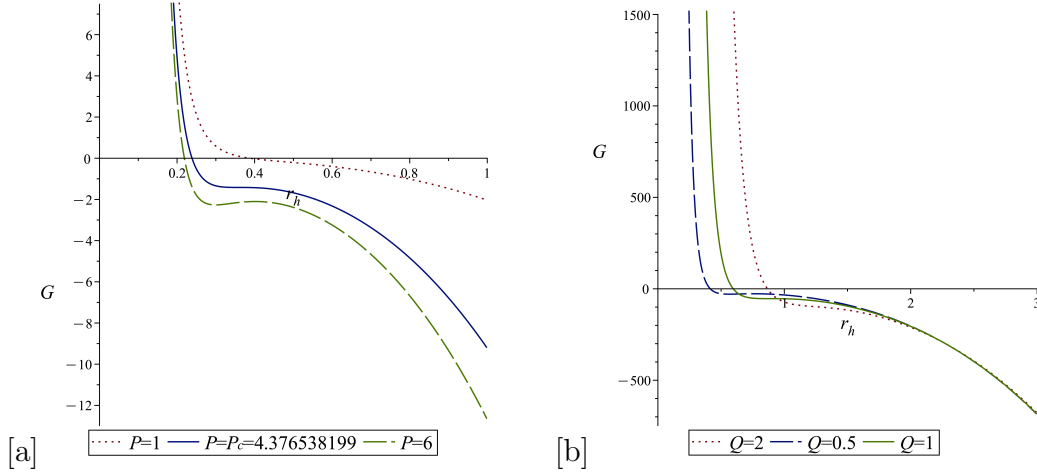 6
4
2
0
0.2
0.4
0.6
0.8
1
r_h
−2
−4
G
−6
−8
−10
−12
[a]
P=1
P=P_c=4.376538199
P=6
1500
1000
G
500
0
1
2
3
r_h
−500
[b]
Q=2
Q=0.5
Q=1